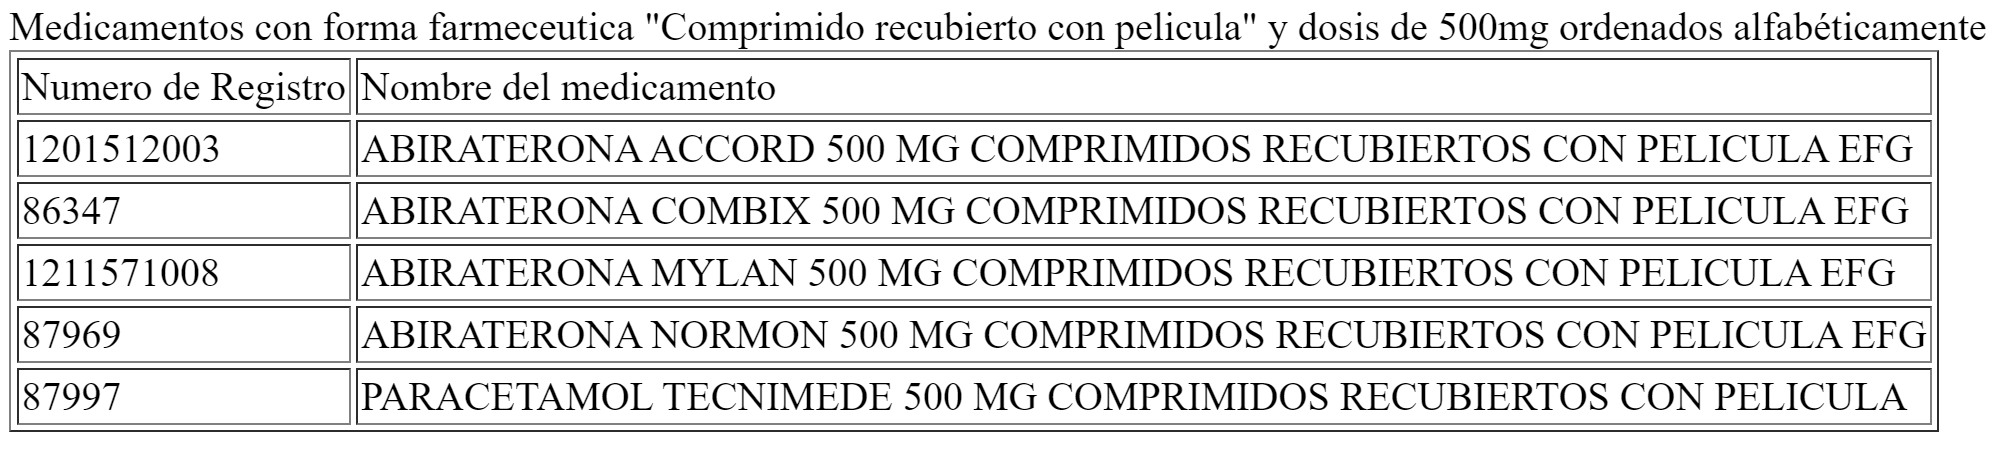 Medicamentos con forma farmeceutica "Comprimido recubierto con pelicula" y dosis de 500mg ordenados alfabéticamente
Numero de Registro Nombre del medicamento
1201512003 ABIRATERONA ACCORD 500 MG COMPRIMIDOS RECUBIERTOS CON PELICULA EFG
86347 ABIRATERONA COMBIX 500 MG COMPRIMIDOS RECUBIERTOS CON PELICULA EFG
1211571008 ABIRATERONA MYLAN 500 MG COMPRIMIDOS RECUBIERTOS CON PELICULA EFG
87969 ABIRATERONA NORMON 500 MG COMPRIMIDOS RECUBIERTOS CON PELICULA EFG
87997 PARACETAMOL TECNIMEDE 500 MG COMPRIMIDOS RECUBIERTOS CON PELICULA